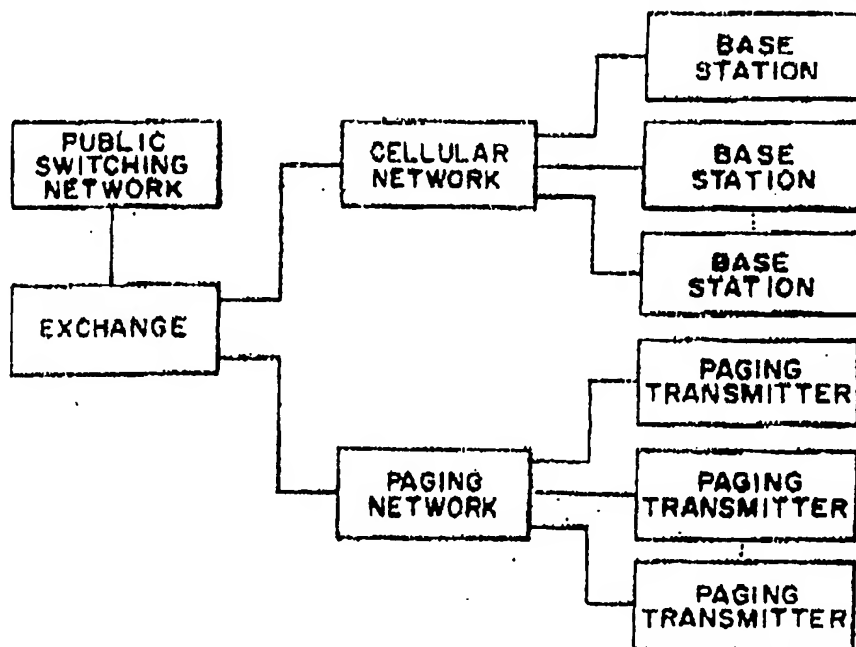 PUBLIC
SWITCHING
NETWORK
EXCHANGE
CELLULAR
NETWORK
PAGING
NETWORK
BASE
STATION
BASE
STATION
BASE
STATION
PAGING
TRANSMITTER
PAGING
TRANSMITTER
PAGING
TRANSMITTER